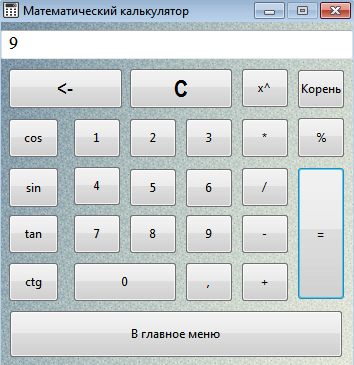 Математический калькулятор
9
<- C x^ Корень
cos 1 2 3 * %
sin 4 5 6 / =
tan 7 8 9 -
ctg 0 , +
В главное меню